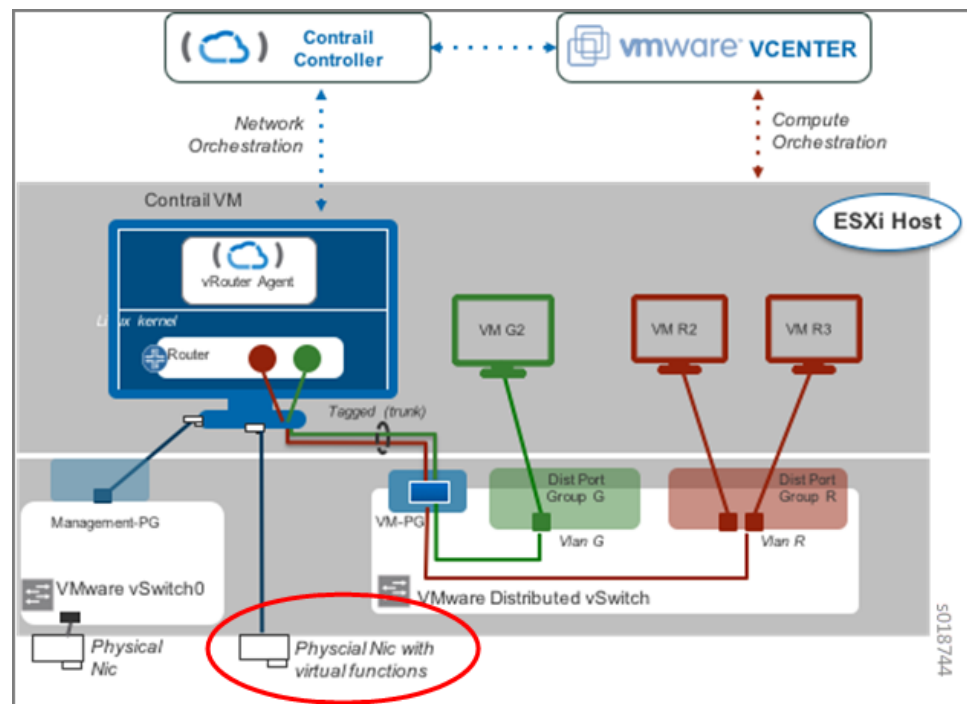 Contrail
Controller
vmware VCENTER
Network
Orchestration
Compute
Orchestration
Contrail VM
ESXi Host
vRouter Agent
Linux kernel
Router
VM G2
VM R2
VM R3
Tagged (trunk)
Dist Port
Group G
Dist Port
Group R
Management-PG
VM-PG
Vlan G
Vlan R
VMware vSwitch0
VMware Distributed vSwitch
Physical
Nic
Physcial Nic with
virtual functions
s018744